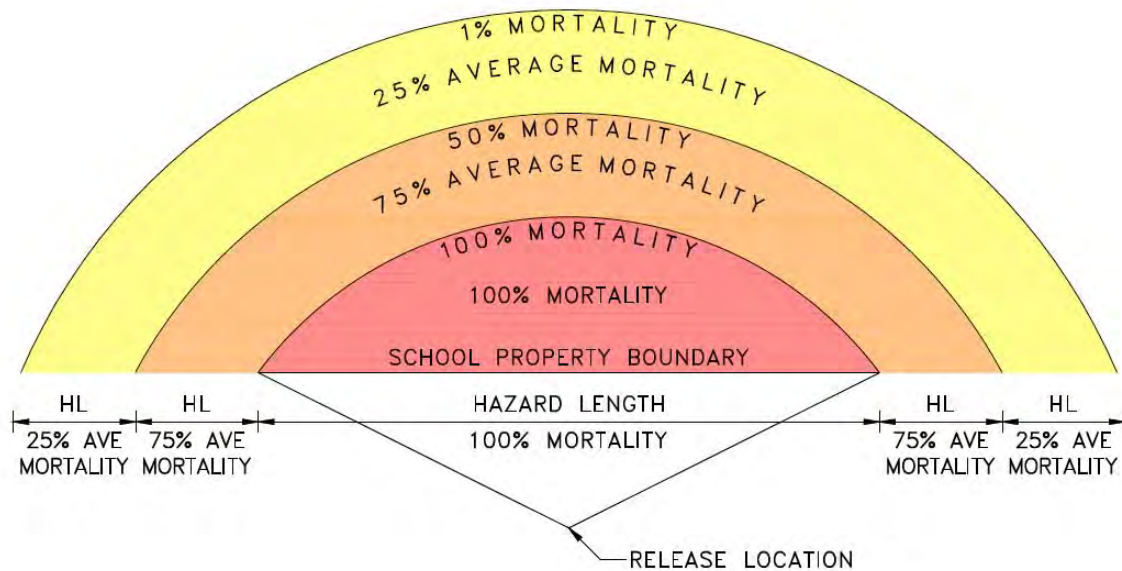 1% MORTALITY
25% AVERAGE MORTALITY
50% MORTALITY
75% AVERAGE MORTALITY
100% MORTALITY
100% MORTALITY
SCHOOL PROPERTY BOUNDARY
HL
25% AVE
MORTALITY
HL
75% AVE
MORTALITY
HAZARD LENGTH
100% MORTALITY
HL
75% AVE
MORTALITY
HL
25% AVE
MORTALITY
RELEASE LOCATION